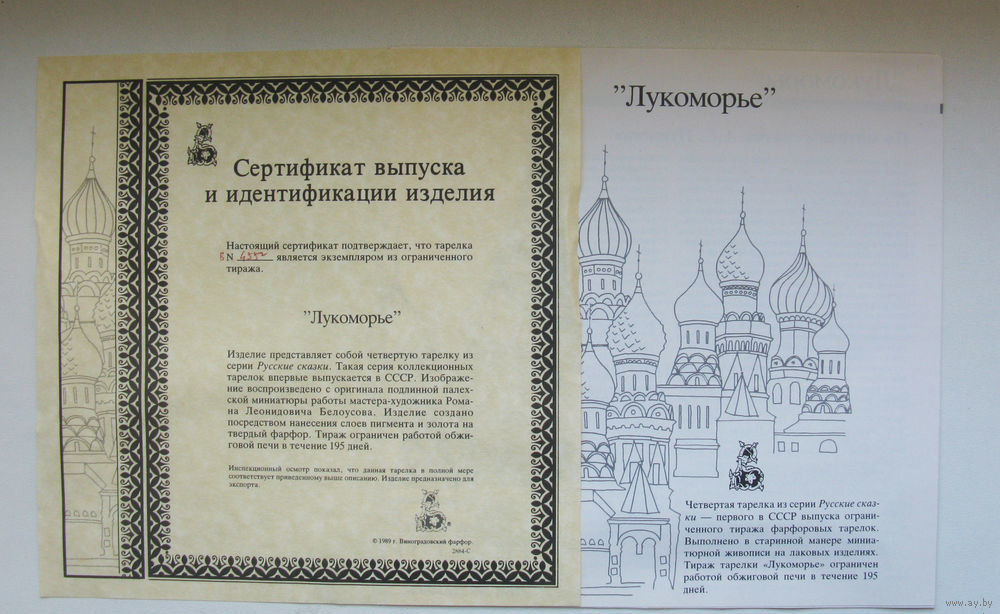 Сертификат выпуска
и идентификации изделия
Настоящий сертификат подтверждает, что тарелка
Б N 4552 является экземпляром из ограниченного
тиража.
”Лукоморье”
Изделие представляет собой четвертую тарелку из
серии Русские сказки. Такая серия коллекционных
тарелок впервые выпускается в СССР. Изображе-
ние воспроизведено с оригинала подлинной палех-
ской миниатюры работы мастера-художника Рома-
на Леонидовича Белоусова. Изделие создано
посредством нанесения слоев пигмента и золота на
твердый фарфор. Тираж ограничен работой обжи-
говой печи в течение 195 дней.
Инспекционный осмотр показал, что данная тарелка в полной мере
соответствует приведенному выше описанию. Изделие предназначено для
экспорта.
®
© 1989 г. Виноградовский фарфор.
2884-C
”Лукоморье”
Четвертая тарелка из серии Русские сказ-
ки — первого в СССР выпуска ограни-
ченного тиража фарфоровых тарелок.
Выполнено в старинной манере миниа-
тюрной живописи на лаковых изделиях.
Тираж тарелки «Лукоморье» ограничен
работой обжиговой печи в течение 195
дней.
www.ay.by